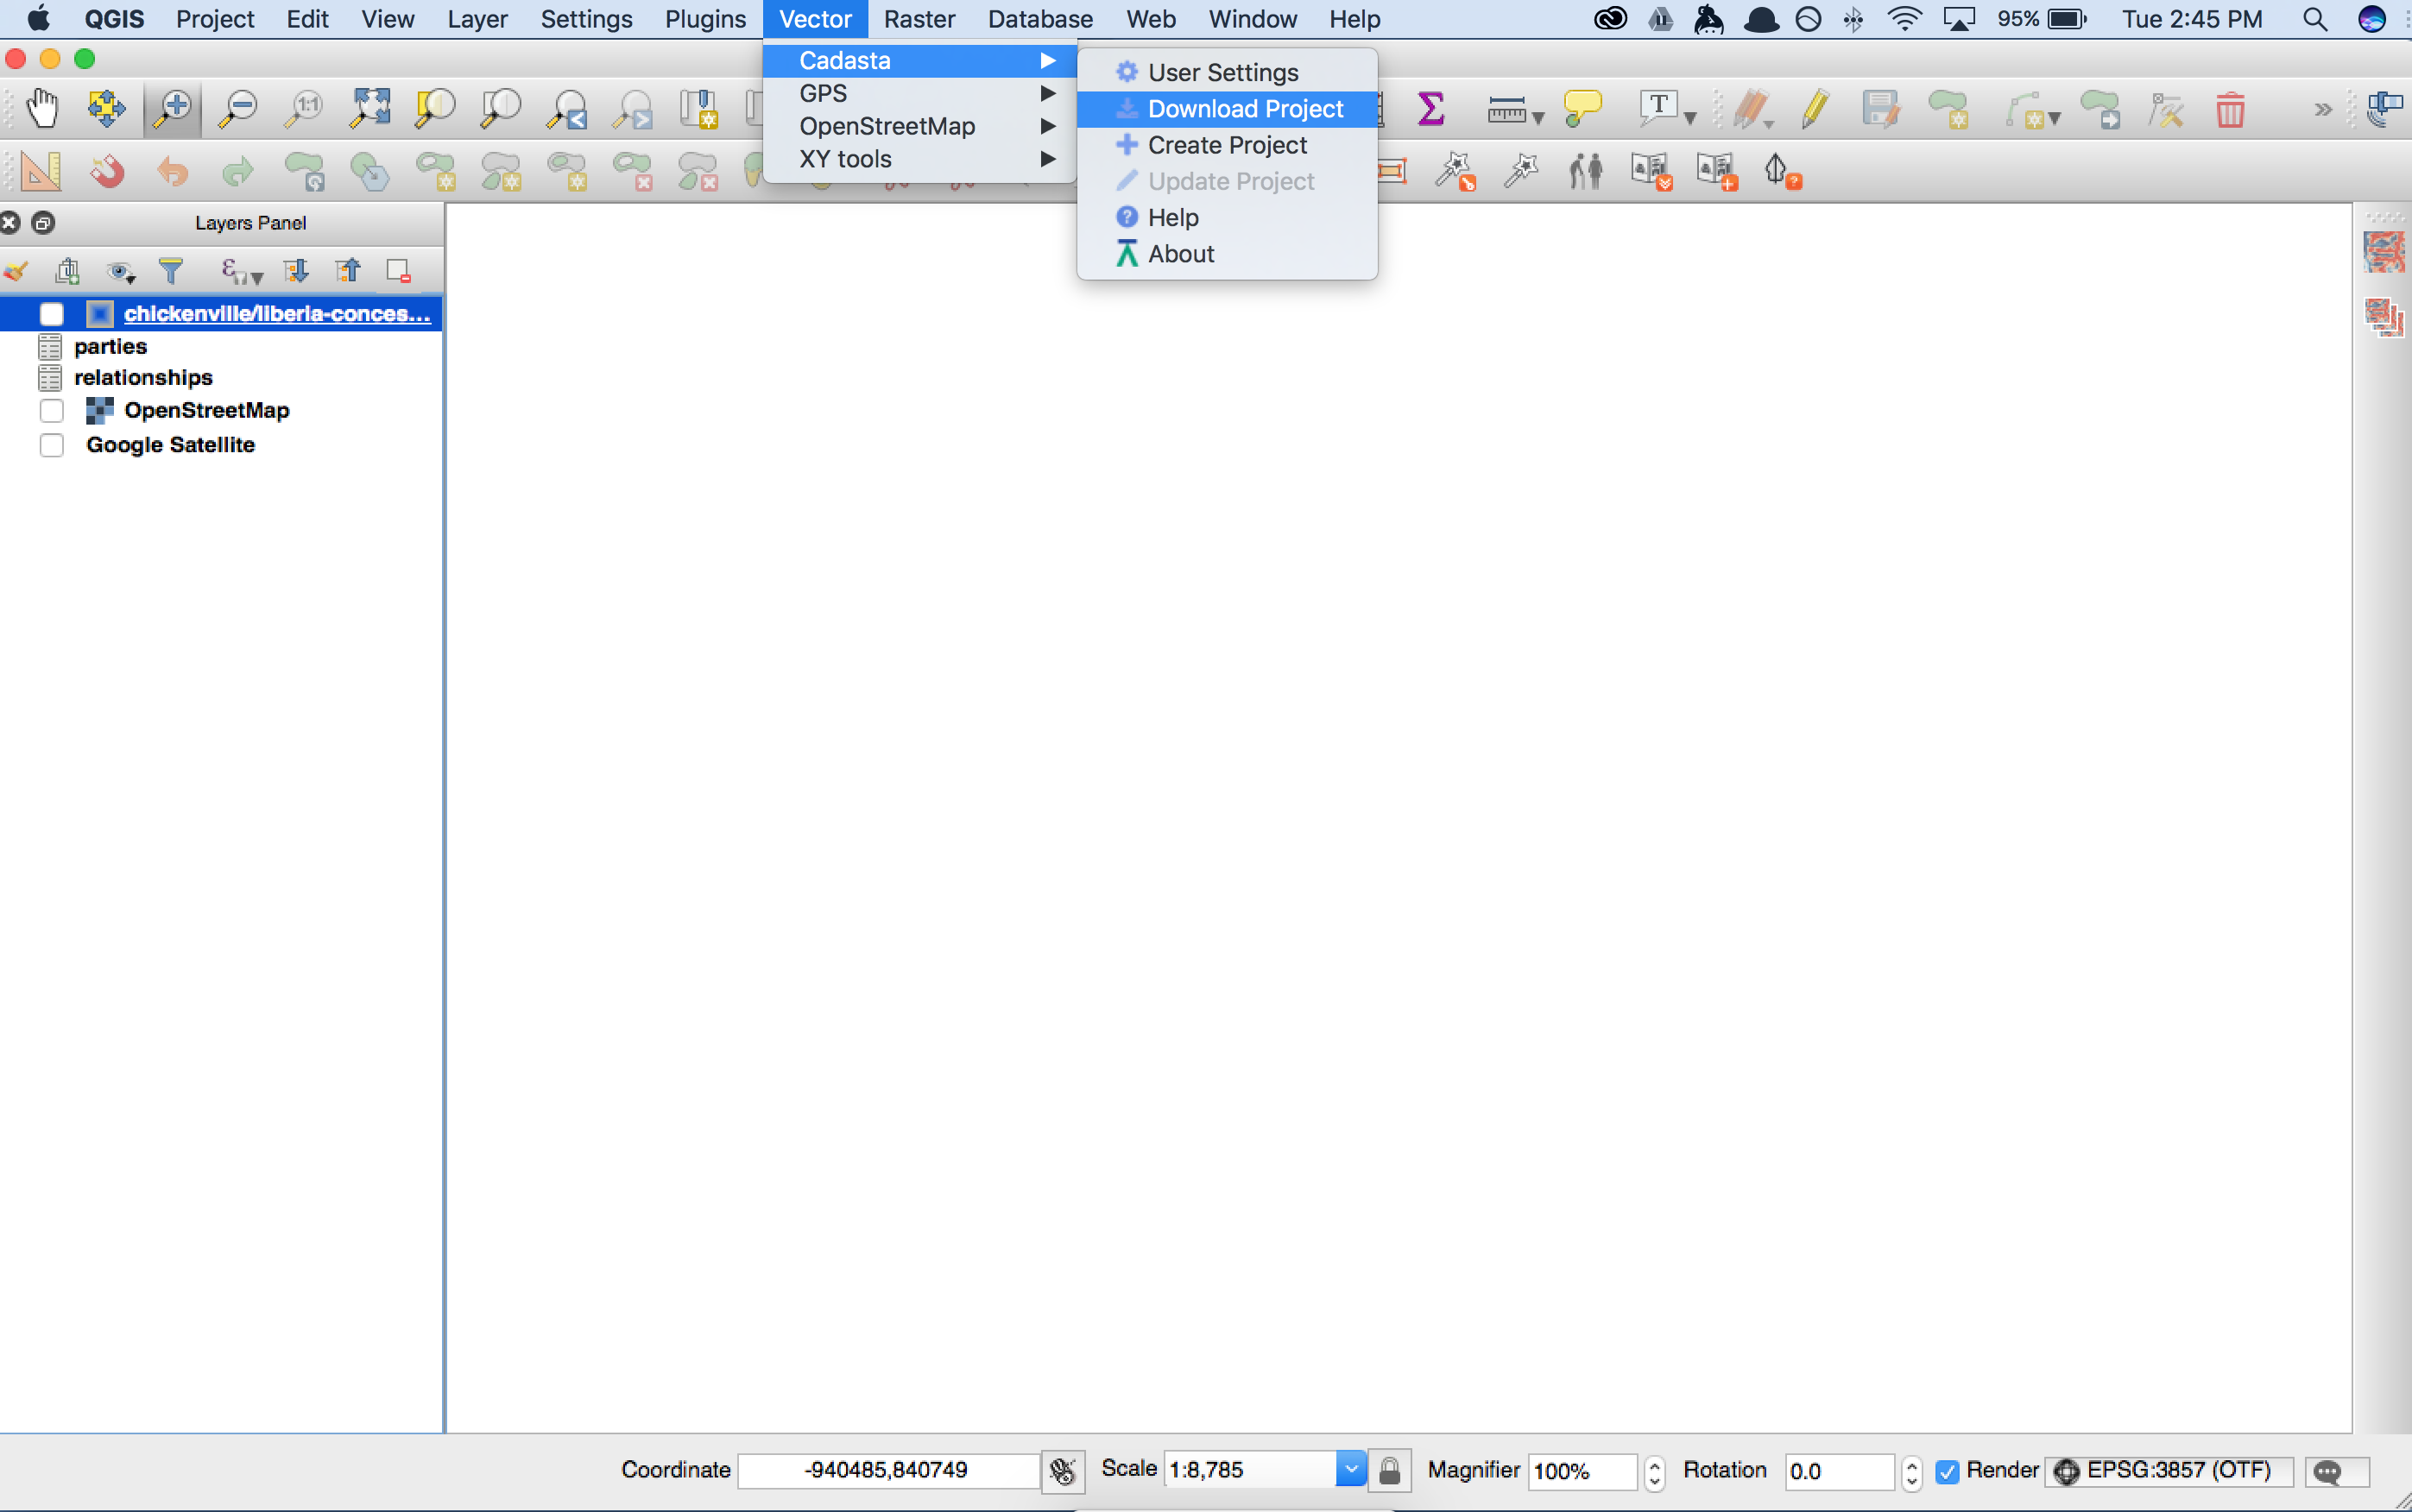 QGIS Project Edit View Layer Settings Plugins Vector Raster Database Web Window Help 95% Tue 2:45 PM
Cadasta
GPS
OpenStreetMap
XY tools
User Settings
Download Project
Create Project
Update Project
Help
About
1:1
T
Layers Panel
chickenville/liberia-conces...
parties
relationships
OpenStreetMap
Google Satellite
Coordinate -940485,840749 Scale 1:8,785 Magnifier 100% Rotation 0.0 Render EPSG:3857 (OTF)